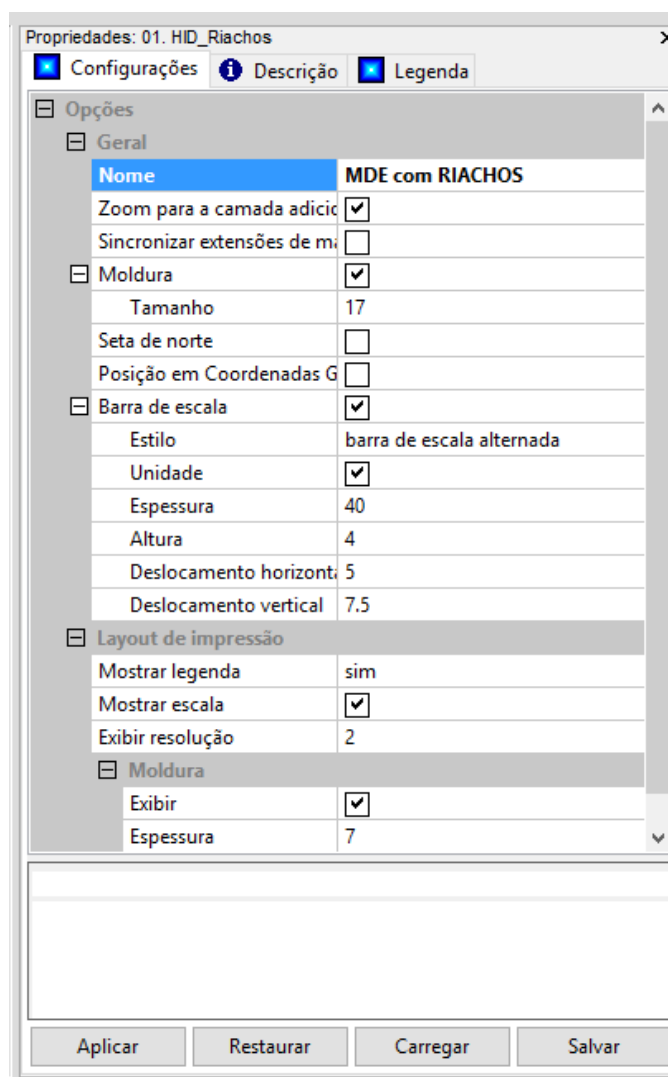 Propriedades: 01. HID_Riachos
Configurações Descrição Legenda
Opções
Geral
Nome MDE com RIACHOS
Zoom para a camada adicic
Sincronizar extensões de ma
Moldura
Tamanho 17
Seta de norte
Posição em Coordenadas G
Barra de escala
Estilo barra de escala alternada
Unidade
Espessura 40
Altura 4
Deslocamento horizonta 5
Deslocamento vertical 7.5
Layout de impressão
Mostrar legenda sim
Mostrar escala
Exibir resolução 2
Moldura
Exibir
Espessura 7
Aplicar Restaurar Carregar Salvar